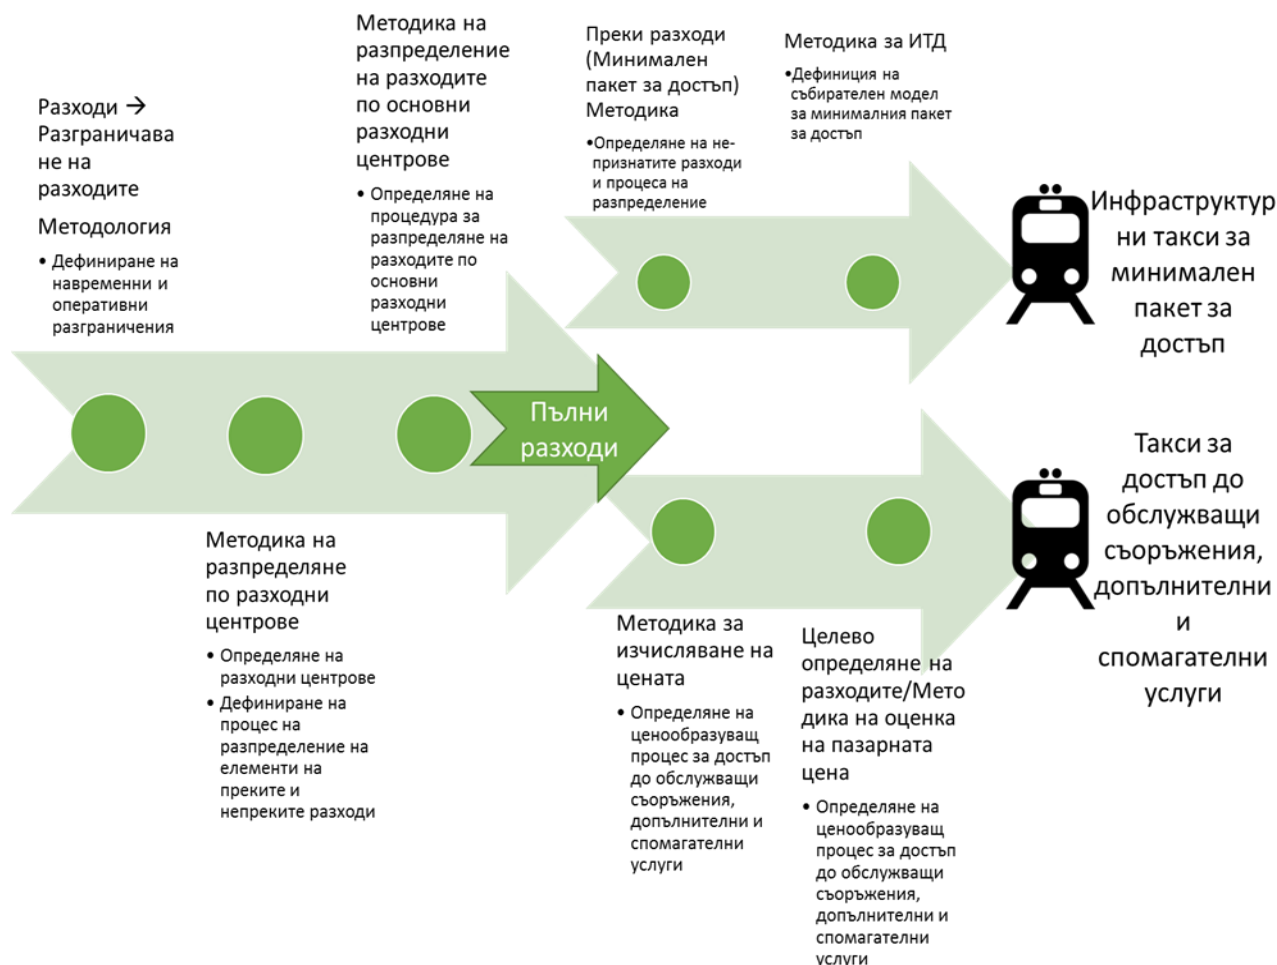 Разходи →
Разграничава
не на
разходите
Методология
• Дефиниране на
навременни и
оперативни
разграничения
Методика на
разпределение
на разходите
по основни
разходни
центрове
• Определяне на
процедура за
разпределяне на
разходите по
основни
разходни
центрове
Преки разходи
(Минимален
пакет за достъп)
Методика
•Определяне на не-
признатите разходи
и процеса на
разпределение
Методика за ИТД
•Дефиниция на
събирателен модел
за минималния пакет
за достъп
Инфраструктур
ни такси за
минимален
пакет за
достъп
Пълни
разходи
Такси за
достъп до
обслужващи
съоръжения,
допълнителни
и
спомагателни
услуги
Методика на
разпределяне
по разходни
центрове
• Определяне на
разходни центрове
• Дефиниране на
процес на
разпределение на
елементи на
преките и
непреките разходи
Методика за
изчисляване на
цената
• Определяне на
ценообразуващ
процес за достъп
до обслужващи
съоръжения,
допълнителни и
спомагателни
услуги
Целево
определяне на
разходите/Мето
дика на оценка
на пазарната
цена
• Определяне на
ценообразуващ
процес за достъп
до обслужващи
съоръжения,
допълнителни и
спомагателни
услуги